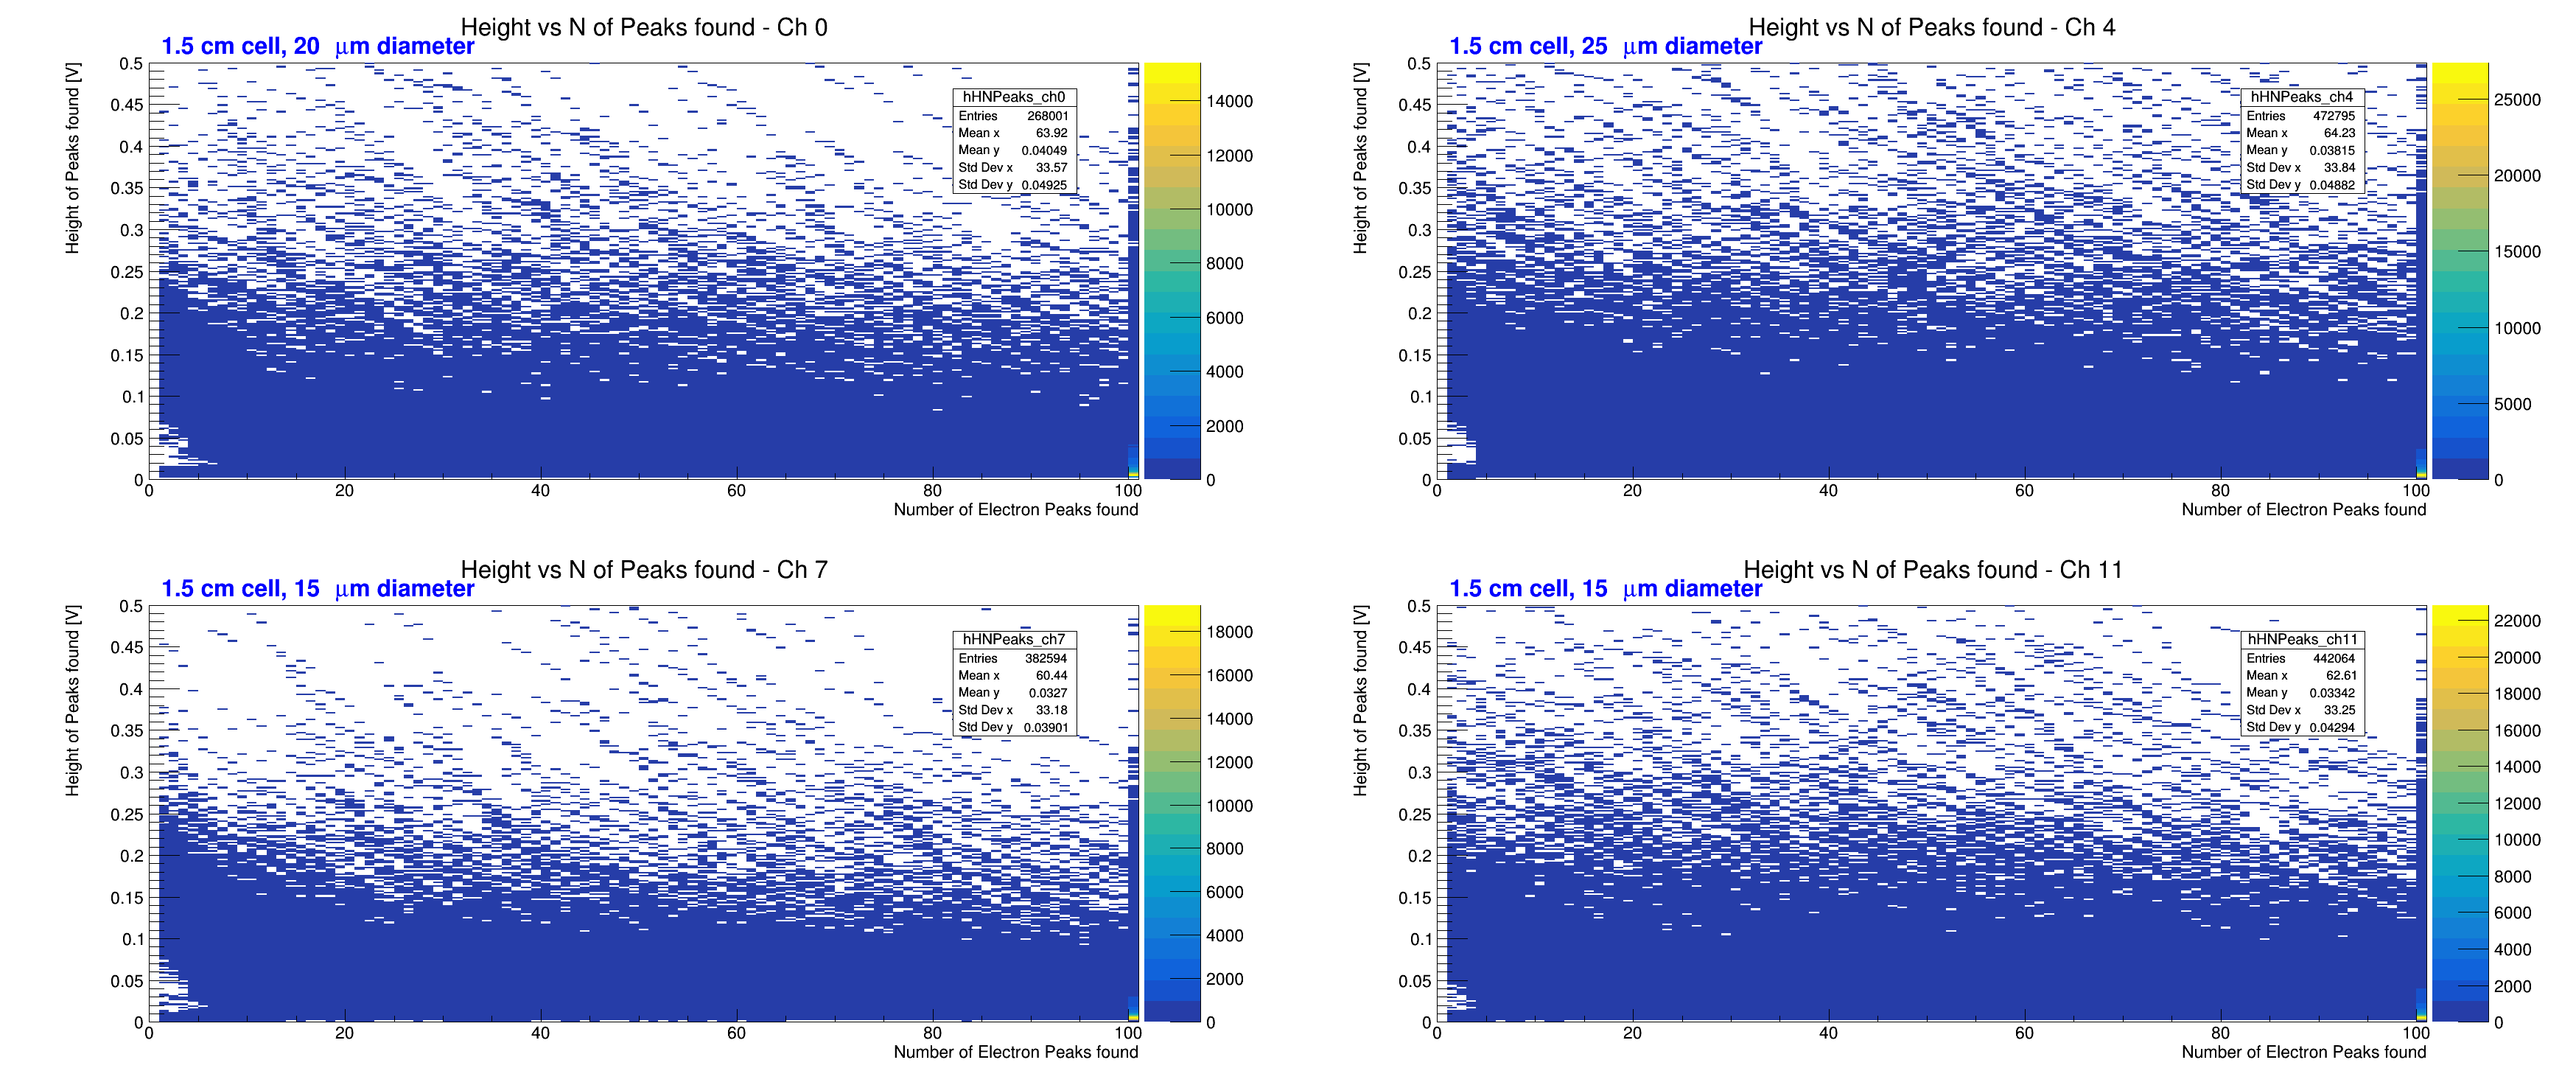 Height vs N of Peaks found - Ch 0
1.5 cm cell, 20 μm diameter
Height of Peaks found [V]
0.5
0.45
0.4
0.35
0.3
0.25
0.2
0.15
0.1
0.05
0
0 20 40 60 80 100
Number of Electron Peaks found
hHNPeaks_ch0
Entries 268001
Mean x 63.92
Mean y 0.04049
Std Dev x 33.57
Std Dev y 0.04925
14000
12000
10000
8000
6000
4000
2000
0
Height vs N of Peaks found - Ch 4
1.5 cm cell, 25 μm diameter
Height of Peaks found [V]
0.5
0.45
0.4
0.35
0.3
0.25
0.2
0.15
0.1
0.05
0
0 20 40 60 80 100
Number of Electron Peaks found
hHNPeaks_ch4
Entries 472795
Mean x 64.23
Mean y 0.03815
Std Dev x 33.84
Std Dev y 0.04882
25000
20000
15000
10000
5000
0
Height vs N of Peaks found - Ch 7
1.5 cm cell, 15 μm diameter
Height of Peaks found [V]
0.5
0.45
0.4
0.35
0.3
0.25
0.2
0.15
0.1
0.05
0
0 20 40 60 80 100
Number of Electron Peaks found
hHNPeaks_ch7
Entries 382594
Mean x 60.44
Mean y 0.0327
Std Dev x 33.18
Std Dev y 0.03901
18000
16000
14000
12000
10000
8000
6000
4000
2000
0
Height vs N of Peaks found - Ch 11
1.5 cm cell, 15 μm diameter
Height of Peaks found [V]
0.5
0.45
0.4
0.35
0.3
0.25
0.2
0.15
0.1
0.05
0
0 20 40 60 80 100
Number of Electron Peaks found
hHNPeaks_ch11
Entries 442064
Mean x 62.61
Mean y 0.03342
Std Dev x 33.25
Std Dev y 0.04294
22000
20000
18000
16000
14000
12000
10000
8000
6000
4000
2000
0